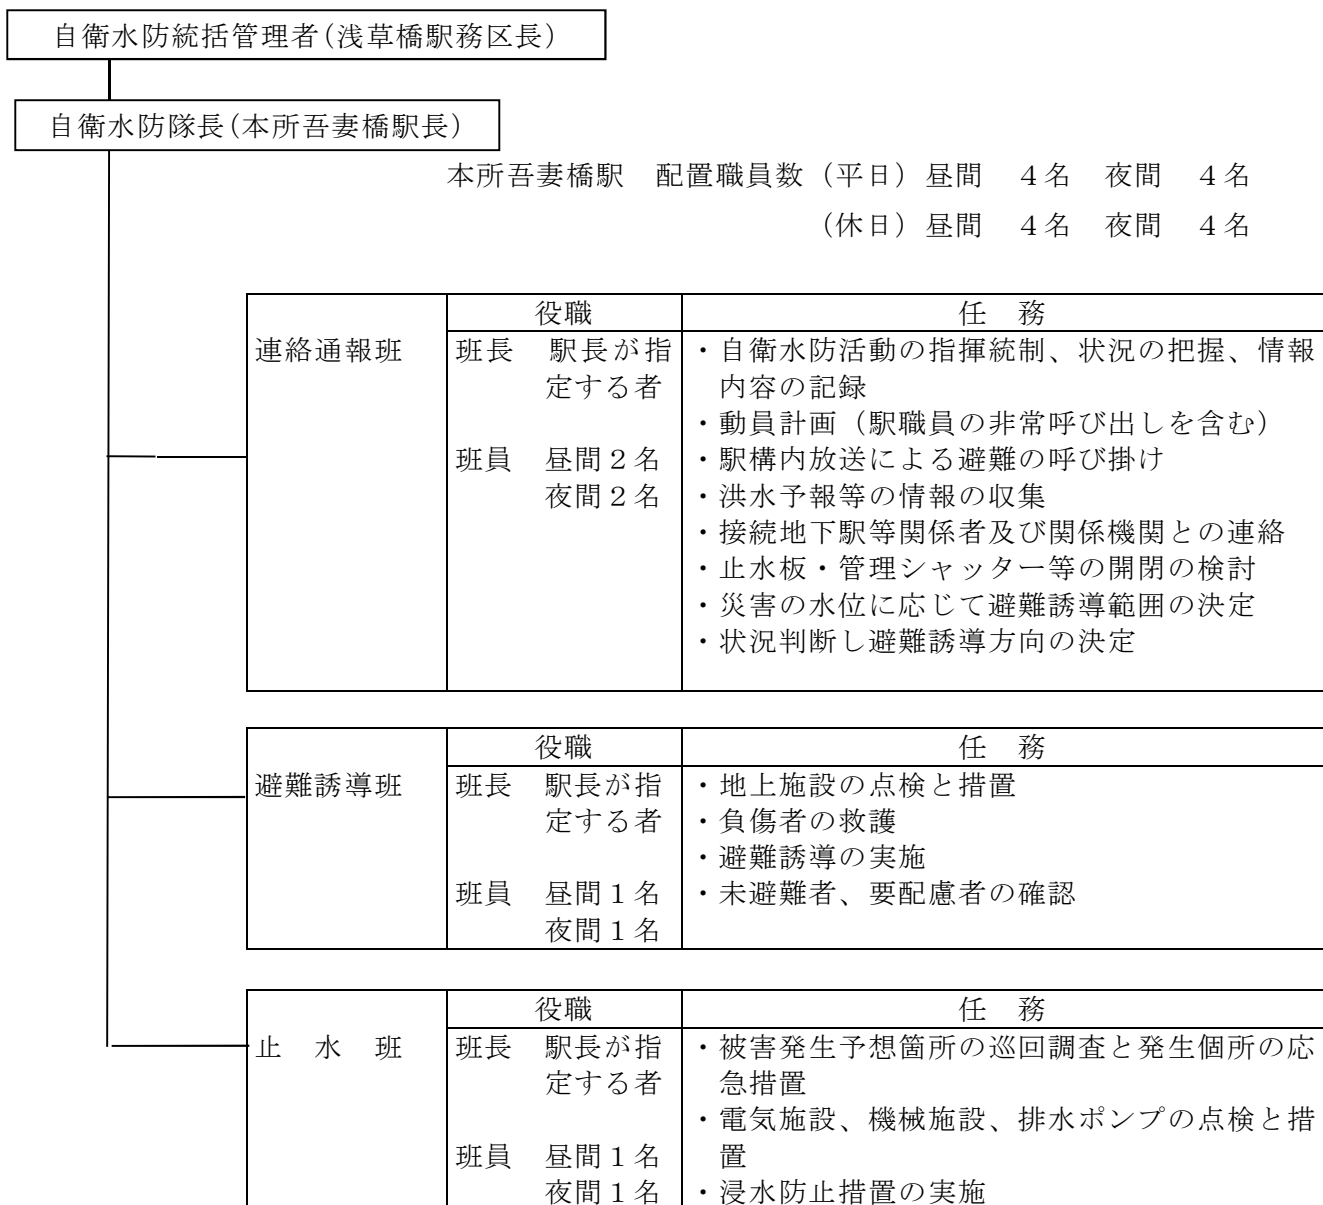 自衛水防統括管理者(浅草橋駅務区長)
自衛水防隊長(本所吾妻橋駅長)
本所吾妻橋駅　配置職員数（平日）昼間　４名　夜間　４名
（休日）昼間　４名　夜間　４名
役職　任　務
連絡通報班
班長　駅長が指
定する者
班員　昼間２名
夜間２名
・自衛水防活動の指揮統制、状況の把握、情報
内容の記録
・動員計画（駅職員の非常呼び出しを含む）
・駅構内放送による避難の呼び掛け
・洪水予報等の情報の収集
・接続地下駅等関係者及び関係機関との連絡
・止水板・管理シャッター等の開閉の検討
・災害の水位に応じて避難誘導範囲の決定
・状況判断し避難誘導方向の決定
役職　任　務
避難誘導班
班長　駅長が指
定する者
班員　昼間１名
夜間１名
・地上施設の点検と措置
・負傷者の救護
・避難誘導の実施
・未避難者、要配慮者の確認
役職　任　務
止　水　班
班長　駅長が指
定する者
班員　昼間１名
夜間１名
・被害発生予想箇所の巡回調査と発生個所の応
急措置
・電気施設、機械施設、排水ポンプの点検と措
置
・浸水防止措置の実施